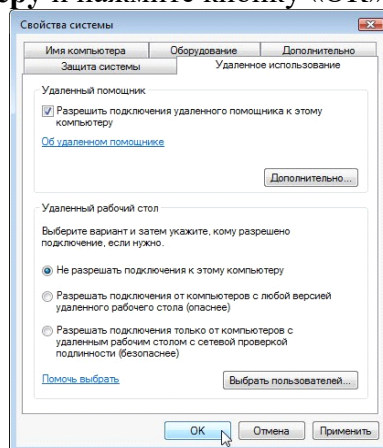 еру и нажмите кнопку «ОК»
Свойства системы
Имя компьютера Оборудование Дополнительно
Защита системы Удаленное использование
Удаленный помощник
Разрешить подключения удаленного помощника к этому
компьютеру
Об удаленном помощнике
Дополнительно...
Удаленный рабочий стол
Выберите вариант и затем укажите, кому разрешено
подключение, если нужно.
Не разрешать подключения к этому компьютеру
Разрешать подключения от компьютеров с любой версией
удаленного рабочего стола (опаснее)
Разрешать подключения только от компьютеров с
удаленным рабочим столом с сетевой проверкой
подлинности (безопаснее)
Помочь выбрать
Выбрать пользователей...
ОК Отмена Применить